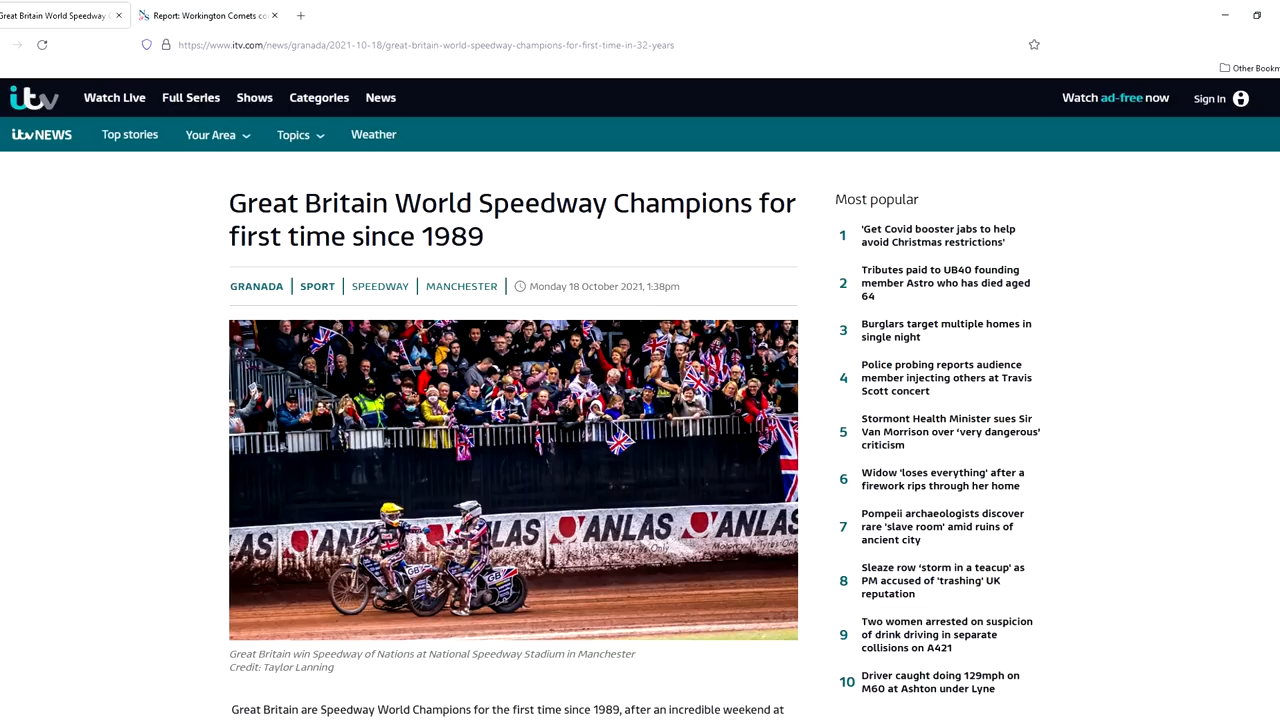 Great Britain World Speedway C
Report: Workington Comets co
https://www.itv.com/news/granada/2021-10-18/great-britain-world-speedway-champions-for-first-time-in-32-years
Other Bookm
itv
Watch Live
Full Series
Shows
Categories
News
Watch ad-free now
Sign In
itv NEWS
Top stories
Your Area
Topics
Weather
Great Britain World Speedway Champions for
first time since 1989
GRANADA
SPORT
SPEEDWAY
MANCHESTER
Monday 18 October 2021, 1:38pm
LAS
ANLAS
ANLAS
ANLAS
Motorcycle Tyres Only
GB
GB
Great Britain win Speedway of Nations at National Speedway Stadium in Manchester
Credit: Taylor Lanning
Great Britain are Speedway World Champions for the first time since 1989, after an incredible weekend at
Most popular
1
'Get Covid booster jabs to help
avoid Christmas restrictions'
2
Tributes paid to UB40 founding
member Astro who has died aged
64
3
Burglars target multiple homes in
single night
4
Police probing reports audience
member injecting others at Travis
Scott concert
5
Stormont Health Minister sues Sir
Van Morrison over ‘very dangerous’
criticism
6
Widow 'loses everything' after a
firework rips through her home
7
Pompeii archaeologists discover
rare 'slave room' amid ruins of
ancient city
8
Sleaze row ‘storm in a teacup’ as
PM accused of 'trashing' UK
reputation
9
Two women arrested on suspicion
of drink driving in separate
collisions on A421
10
Driver caught doing 129mph on
M60 at Ashton under Lyne